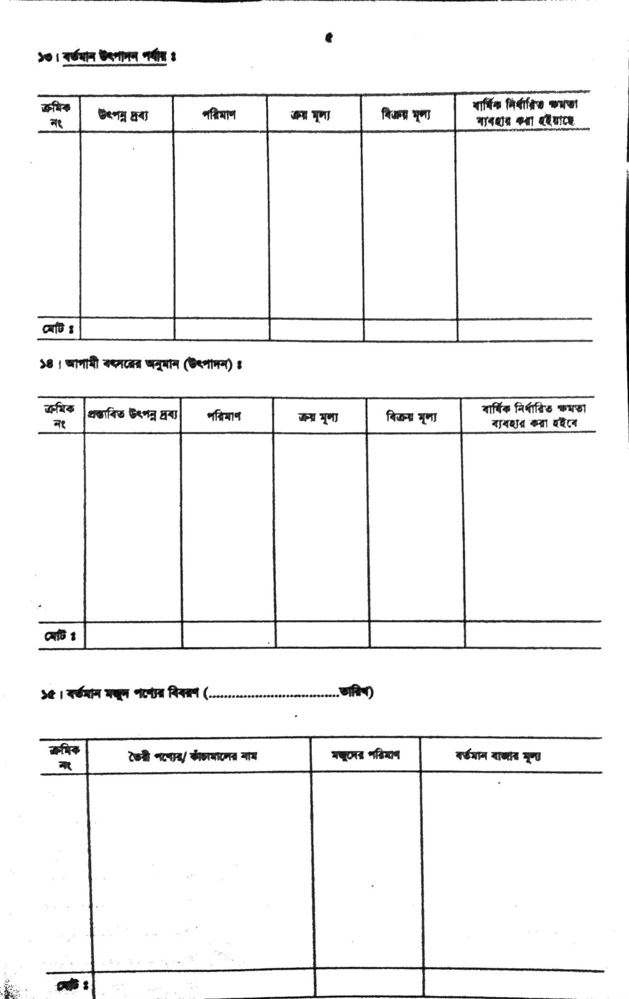 ৫
১৩। বর্তমান উৎপাদন পর্যায় ঃ
ক্রমিক নং উৎপন্ন দ্রব্য পরিমাণ ক্রয় মূল্য বিক্রয় মূল্য বার্ষিক নির্ধারিত ক্ষমতা ব্যবহার করা হইয়াছে
মোট ঃ
১৪। আগামী বৎসরের অনুমান (উৎপাদন) ঃ
ক্রমিক নং প্রস্তাবিত উৎপন্ন দ্রব্য পরিমাণ ক্রয় মূল্য বিক্রয় মূল্য বার্ষিক নির্ধারিত ক্ষমতা ব্যবহার করা হইবে
মোট ঃ
১৫। বর্তমান মজুদ পণ্যের বিবরণ (..................................তারিখ)
ক্রমিক নং তৈরী পণ্যের/ কাঁচামালের নাম মজুদের পরিমাণ বর্তমান বাজার মূল্য
মোট ঃ